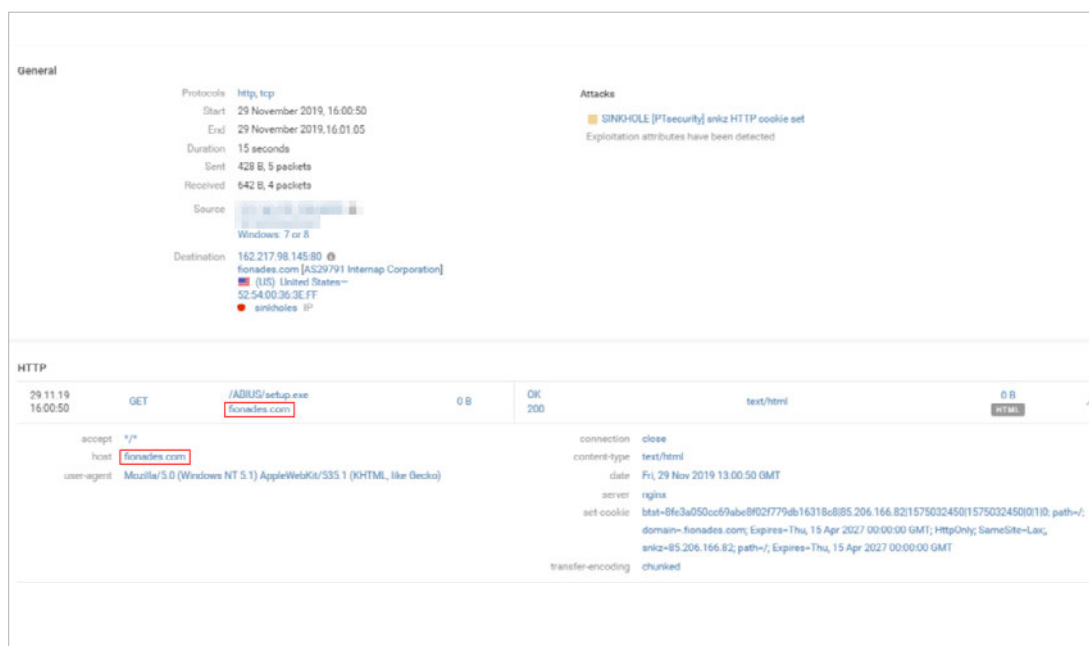 General
Protocols http, tcp
Start 29 November 2019, 16:00:50
End 29 November 2019,16.01.05
Duration 15 seconds
Sent 428 B, 5 packets
Received 642 B, 4 packets
Source
Windows: 7 or 8
Destination 162.217.98.145:80
fionades.com [AS29791 Internap Corporation]
(US) United States—
52:54:00:36:3E:FF
sinkholes IP
Attacks
SINKHOLE [PTsecurity] snkz HTTP cookie set
Exploitation attributes have been detected
HTTP
29.11.19
16:00:50
GET
/ABIUS/setup.exe
fionades.com
0 B
OK
200
text/html
0 B
HTML
accept */*
host fionades.com
user-agent Mozilla/5.0 (Windows NT 5.1) AppleWebKit/535.1 (KHTML, like Gecko)
connection close
content-type text/html
date Fri, 29 Nov 2019 13:00:50 GMT
server nginx
set-cookie btst=8fe3a050cc69abe8f02f779db16318c8|85.206.166.82|1575032450|1575032450|0|1|0; path=/;
domain=.fionades.com; Expires=Thu, 15 Apr 2027 00:00:00 GMT; HttpOnly; SameSite=Lax;,
snkz=85.206.166.82; path=/; Expires=Thu, 15 Apr 2027 00:00:00 GMT
transfer-encoding chunked